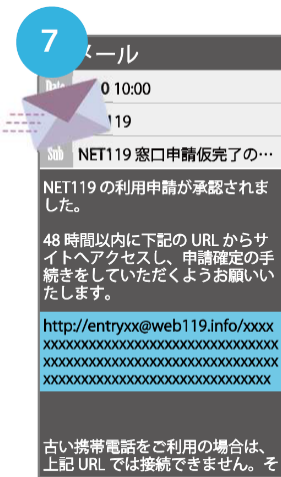 7
メール
Date 0 10:00
119
Sub NET119 窓口申請仮完了の…
NET119 の利用申請が承認されま
した。
48 時間以内に下記の URL からサ
イトへアクセスし、申請確定の手
続きをしていただくようお願いい
たします。
http://entryxx@web119.info/xxxx
xxxxxxxxxxxxxxxxxxxxxxxxxxxxxxx
xxxxxxxxxxxxxxxxxxxxxxxxxxxxxxx
xxxxxxxxxxxxxxxxxxxxxxxxxxxxxx
古い携帯電話をご利用の場合は、
上記 URL では接続できません。そ